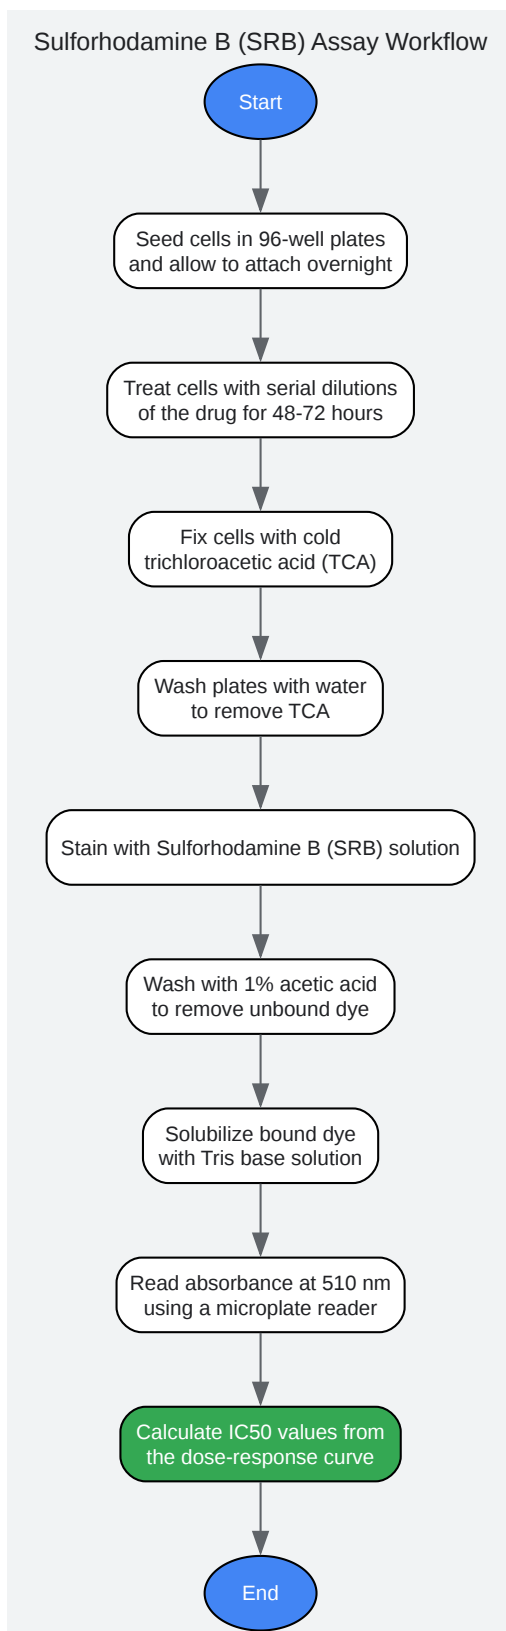 Sulforhodamine B (SRB) Assay Workflow
Start
Seed cells in 96-well plates
and allow to attach overnight
Treat cells with serial dilutions
of the drug for 48-72 hours
Fix cells with cold
trichloroacetic acid (TCA)
Wash plates with water
to remove TCA
Stain with Sulforhodamine B (SRB) solution
Wash with 1% acetic acid
to remove unbound dye
Solubilize bound dye
with Tris base solution
Read absorbance at 510 nm
using a microplate reader
Calculate IC50 values from
the dose-response curve
End